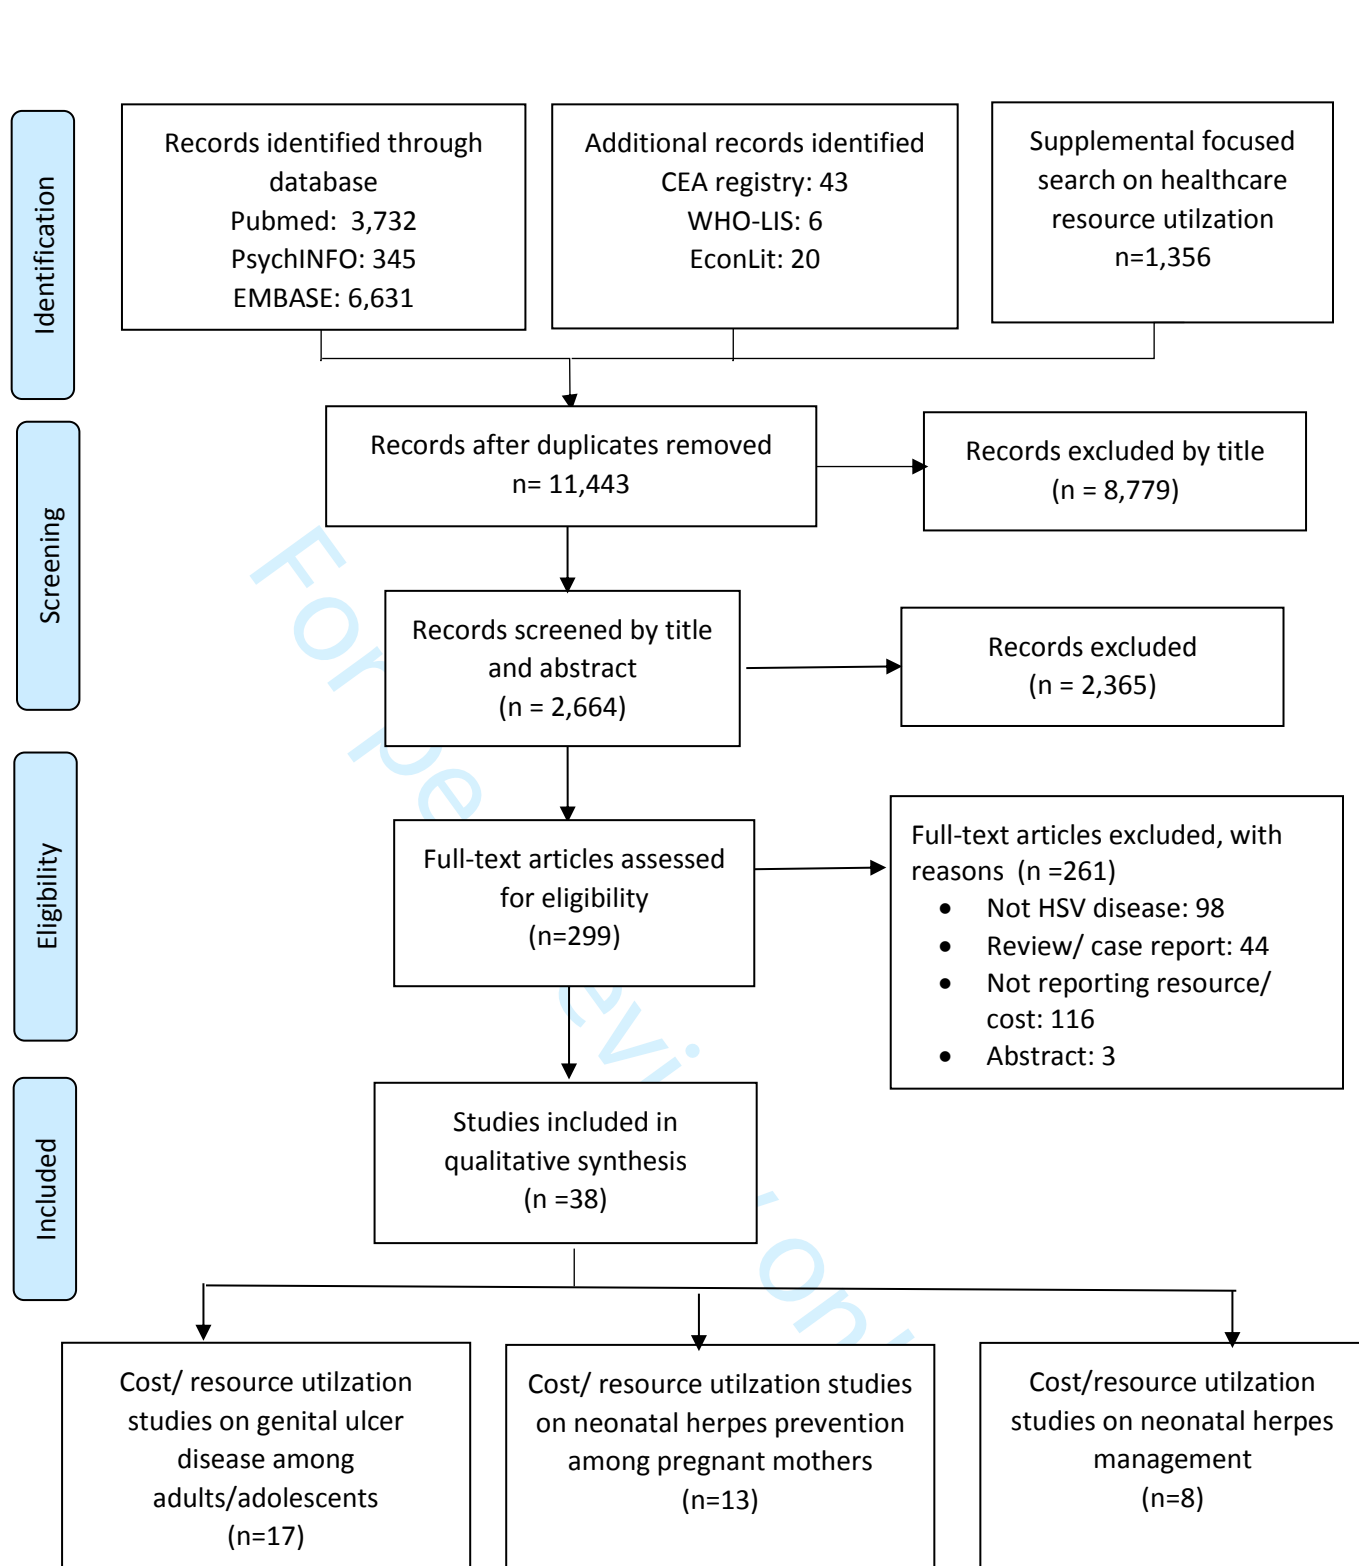 Identification
Records identified through
database
Pubmed: 3,732
PsychINFO: 345
EMBASE: 6,631
Additional records identified
CEA registry: 43
WHO-LIS: 6
EconLit: 20
Supplemental focused
search on healthcare
resource utilzation
n=1,356
Screening
Records after duplicates removed
n= 11,443
Records excluded by title
(n = 8,779)
Records screened by title
and abstract
(n = 2,664)
Records excluded
(n = 2,365)
Eligibility
Full-text articles assessed
for eligibility
(n=299)
Full-text articles excluded, with
reasons (n =261)
• Not HSV disease: 98
• Review/ case report: 44
• Not reporting resource/
cost: 116
• Abstract: 3
Included
Studies included in
qualitative synthesis
(n =38)
Cost/ resource utilzation
studies on genital ulcer
disease among
adults/adolescents
(n=17)
Cost/ resource utilzation studies
on neonatal herpes prevention
among pregnant mothers
(n=13)
Cost/resource utilzation
studies on neonatal herpes
management
(n=8)